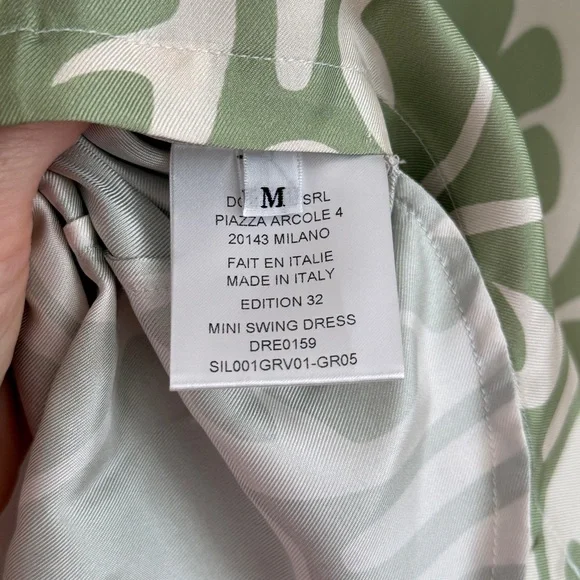 M
SRL
PIAZZA ARCOLE 4
20143 MILANO
FAIT EN ITALIE
MADE IN ITALY
EDITION 32
MINI SWING DRESS
DRE0159
SIL001GRV01-GR05